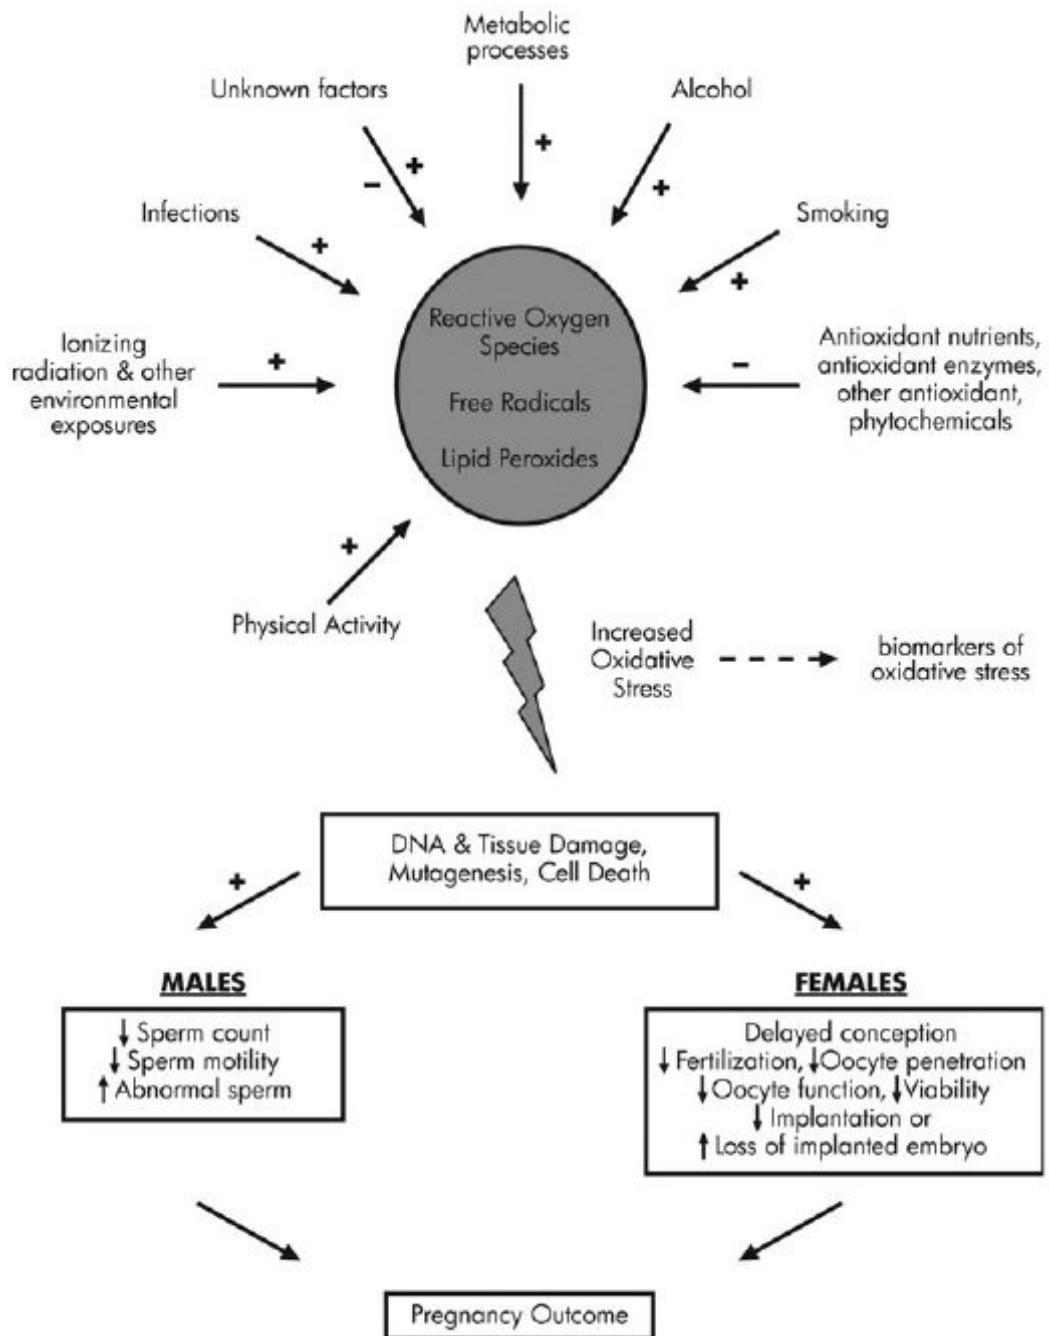 Metabolic
processes
Unknown factors
Alcohol
+
+
−
+
Infections
Smoking
+
+
Reactive Oxygen
Species
Free Radicals
Lipid Peroxides
Ionizing
radiation & other
environmental
exposures
+
−
Antioxidant nutrients,
antioxidant enzymes,
other antioxidant,
phytochemicals
+
Physical Activity
Increased
Oxidative
Stress
biomarkers of
oxidative stress
DNA & Tissue Damage,
Mutagenesis, Cell Death
+
+
MALES
↓ Sperm count
↓ Sperm motility
↑ Abnormal sperm
FEMALES
Delayed conception
↓ Fertilization, ↓ Oocyte penetration
↓ Oocyte function, ↓ Viability
↓ Implantation or
↑ Loss of implanted embryo
Pregnancy Outcome